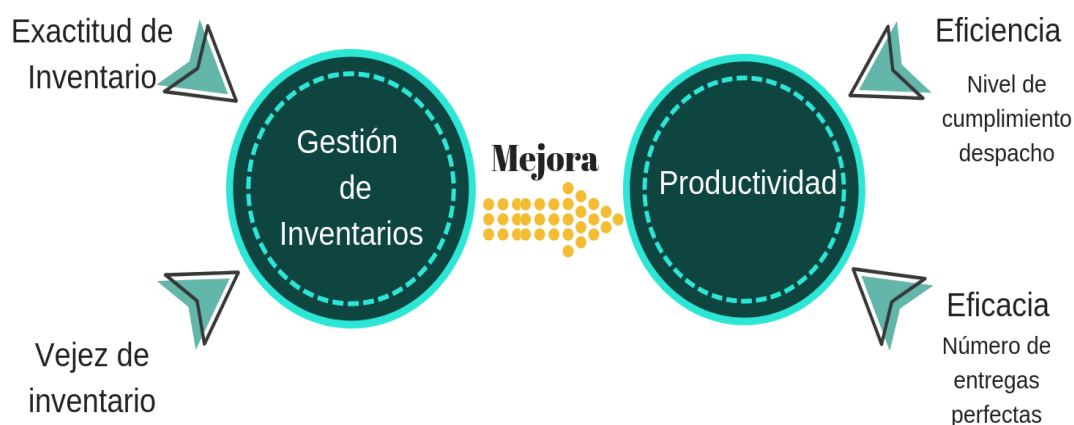 Exactitud de
Inventario
Gestión
de
Inventarios
Vejez de
inventario
Mejora
Productividad
Eficiencia
Nivel de
cumplimiento
despacho
Eficacia
Número de
entregas
perfectas